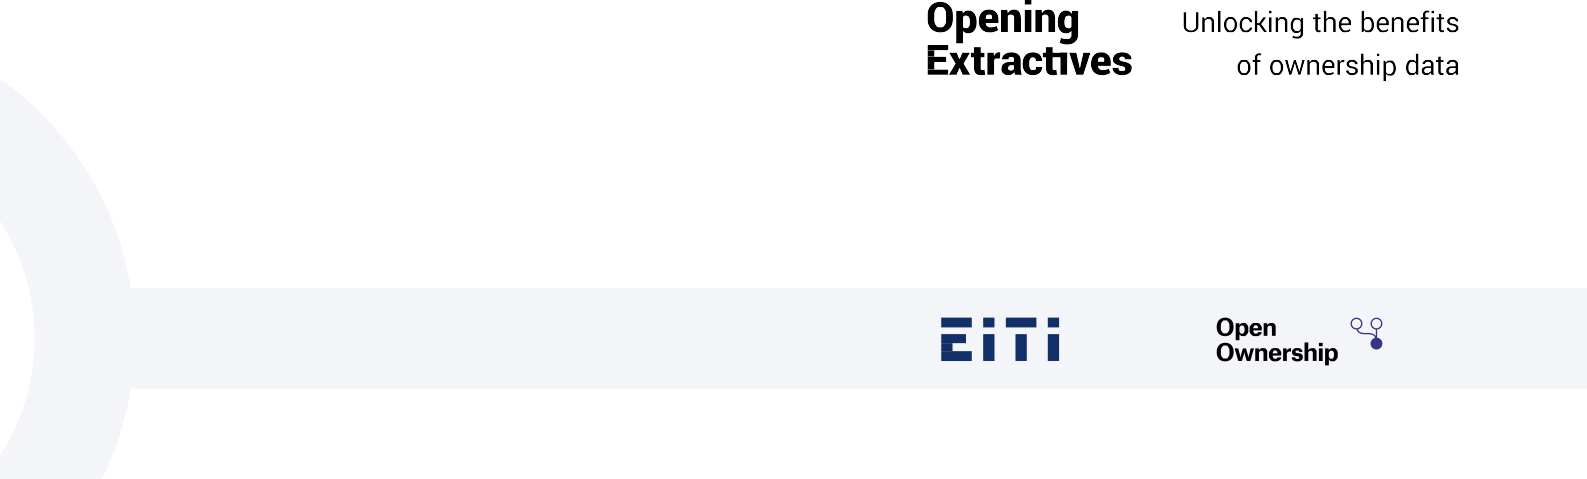 Opening
Extractives
Unlocking the benefits
of ownership data
EiTi
Open
Ownership